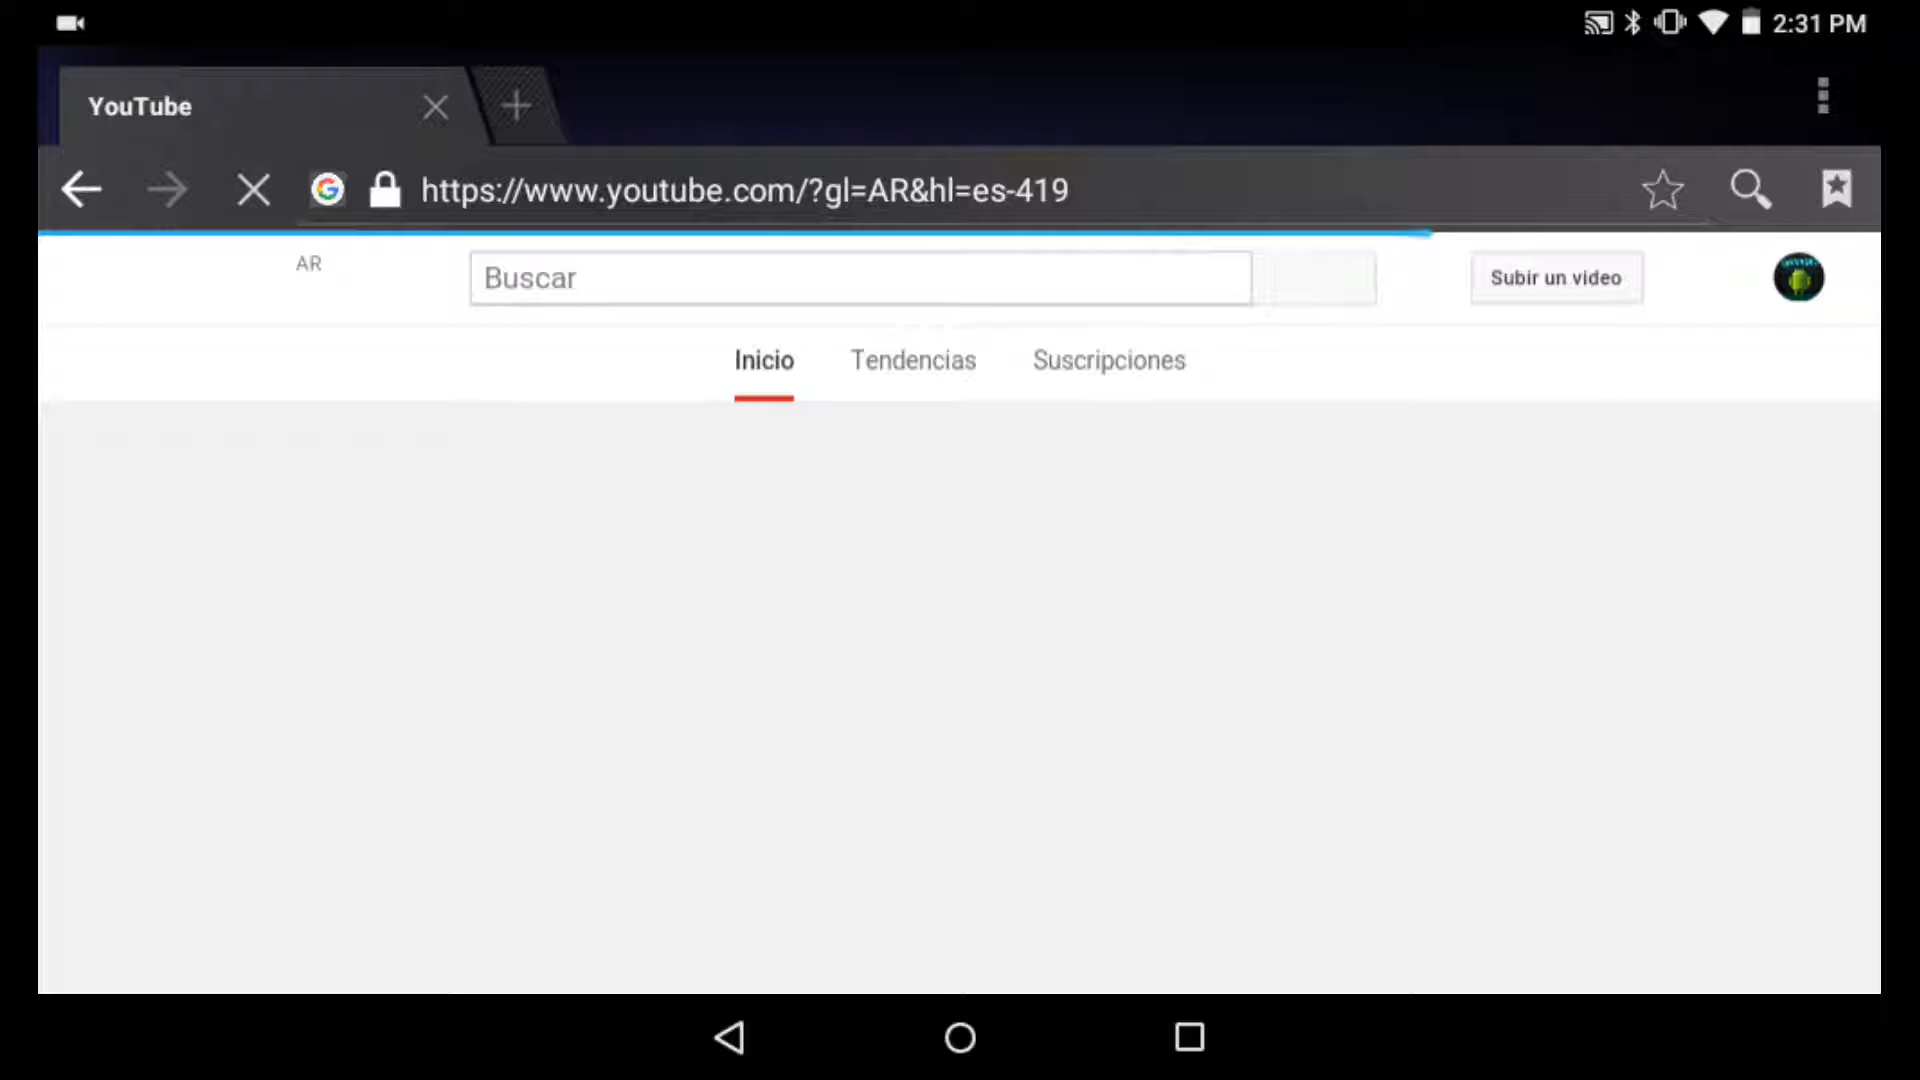 2:31 PM
YouTube
https://www.youtube.com/?gl=AR&hl=es-419
AR
Buscar
Subir un video
Inicio Tendencias Suscripciones